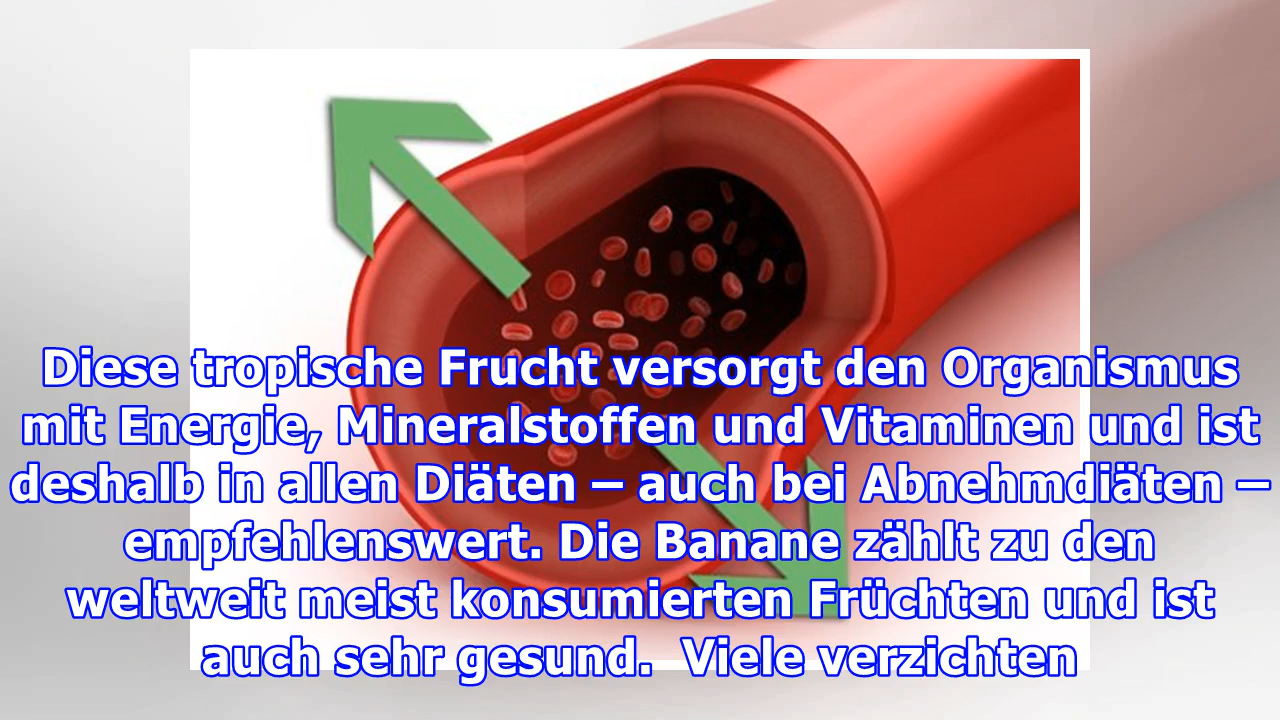 Diese tropische Frucht versorgt den Organismus
mit Energie, Mineralstoffen und Vitaminen und ist
deshalb in allen Diäten – auch bei Abnehmdiäten –
empfehlenswert. Die Banane zählt zu den
weltweit meist konsumierten Früchten und ist
auch sehr gesund.  Viele verzichten